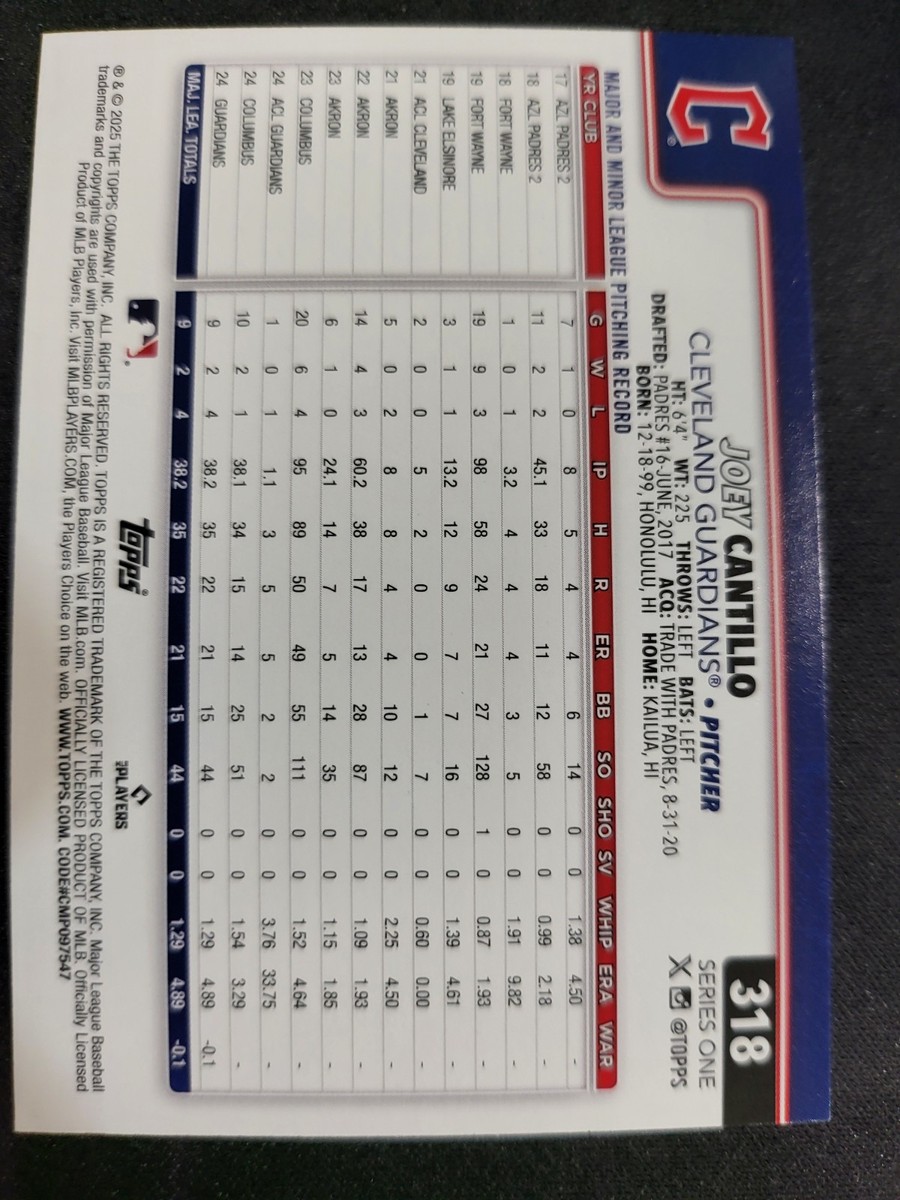 C
318
JOEY CANTILLO
CLEVELAND GUARDIANS® • PITCHER
SERIES ONE
HT: 6'4" WT: 225 THROWS: LEFT BATS: LEFT
X @TOPPS
DRAFTED: PADRES #16-JUNE, 2017 ACQ: TRADE WITH PADRES, 8-31-20
BORN: 12-18-99, HONOLULU, HI HOME: KAILUA, HI
MAJOR AND MINOR LEAGUE PITCHING RECORD
YR CLUB G W L IP H R ER BB SO SHO SV WHIP ERA WAR
17 AZL PADRES 2 7 1 0 8 5 4 4 6 14 0 0 1.38 4.50 -
18 AZL PADRES 2 11 2 2 45.1 33 18 11 12 58 0 0 0.99 2.18 -
18 FORT WAYNE 1 0 1 3.2 4 4 4 3 5 0 0 1.91 9.82 -
19 FORT WAYNE 19 9 3 98 58 24 21 27 128 1 0 0.87 1.93 -
19 LAKE ELSINORE 3 1 1 13.2 12 9 7 7 16 0 0 1.39 4.61 -
21 ACL CLEVELAND 2 0 0 5 2 0 0 1 7 0 0 0.60 0.00 -
21 AKRON 5 0 2 8 8 4 4 10 12 0 0 2.25 4.50 -
22 AKRON 14 4 3 60.2 38 17 13 28 87 0 0 1.09 1.93 -
23 AKRON 6 1 0 24.1 14 7 5 14 35 0 0 1.15 1.85 -
23 COLUMBUS 20 6 4 95 89 50 49 55 111 0 0 1.52 4.64 -
24 ACL GUARDIANS 1 0 1 1.1 3 5 5 2 2 0 0 3.76 33.75 -
24 COLUMBUS 10 2 1 38.1 34 15 14 25 51 0 0 1.54 3.29 -
24 GUARDIANS 9 2 4 38.2 35 22 21 15 44 0 0 1.29 4.89 -0.1
MAJ. LEA. TOTALS 9 2 4 38.2 35 22 21 15 44 0 0 1.29 4.89 -0.1
topps®
PLAYERS
® & © 2025 THE TOPPS COMPANY, INC. ALL RIGHTS RESERVED. TOPPS IS A REGISTERED TRADEMARK OF THE TOPPS COMPANY, INC. Major League Baseball
trademarks and copyrights are used with permission of Major League Baseball. Visit MLB.com. OFFICIALLY LICENSED PRODUCT OF MLB. Officially Licensed
Product of MLB Players, Inc. Visit MLBPLAYERS.COM, the Players Choice on the web. WWW.TOPPS.COM. CODE#CMP097547